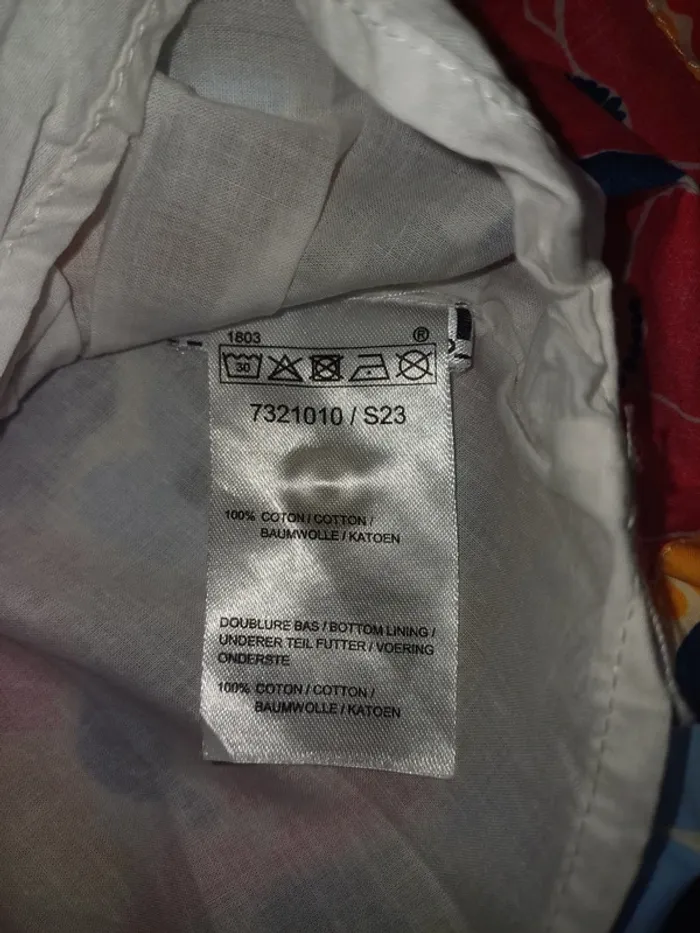 1803 ®
30
7321010 / S23
100% COTON / COTTON /
BAUMWOLLE / KATOEN
DOUBLURE BAS / BOTTOM LINING /
UNDERER TEIL FUTTER / VOERING
ONDERSTE
100% COTON / COTTON /
BAUMWOLLE / KATOEN